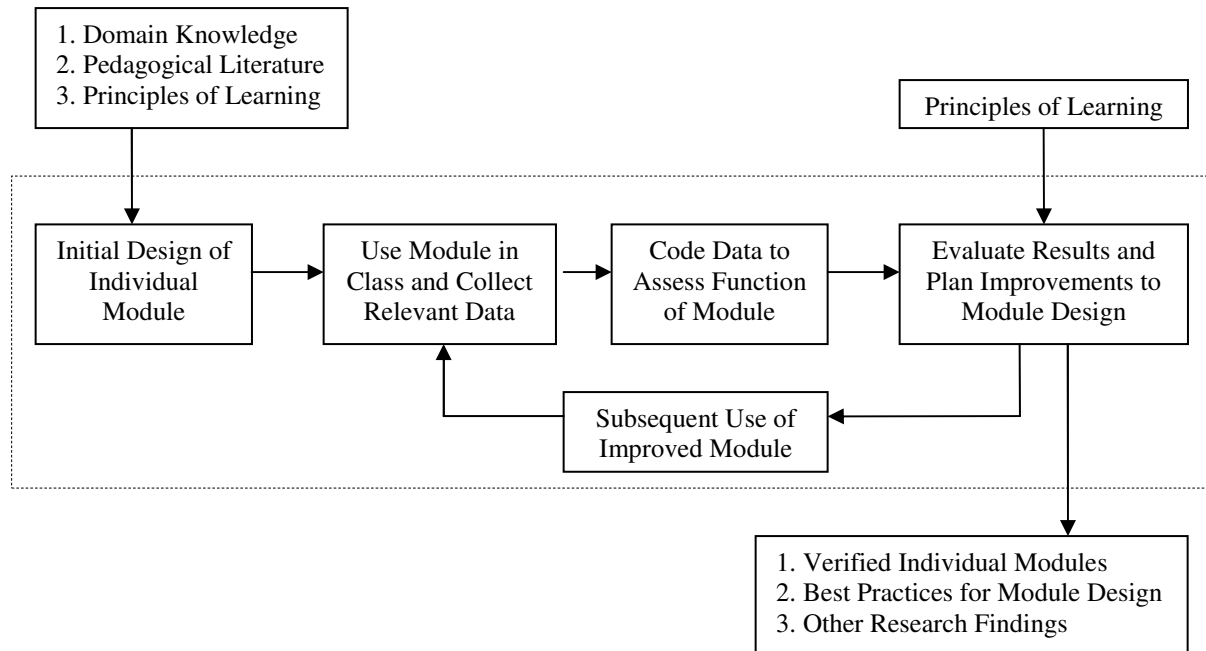 1. Domain Knowledge
2. Pedagogical Literature
3. Principles of Learning
Principles of Learning
Initial Design of
Individual
Module
Use Module in
Class and Collect
Relevant Data
Code Data to
Assess Function
of Module
Evaluate Results and
Plan Improvements to
Module Design
Subsequent Use of
Improved Module
1. Verified Individual Modules
2. Best Practices for Module Design
3. Other Research Findings